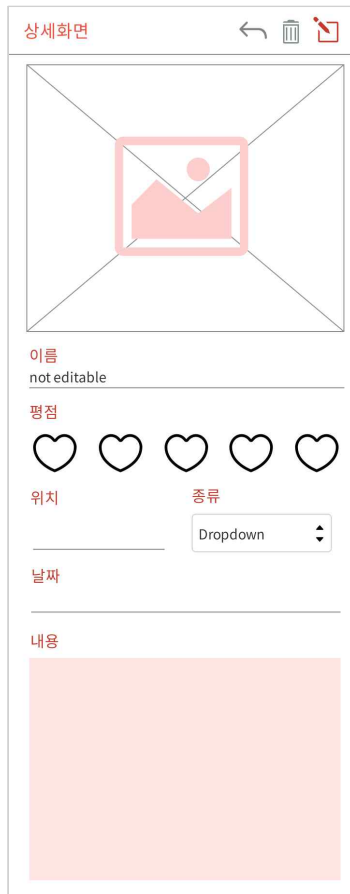 상세화면
이름
not editable
평점
위치
종류
Dropdown
날짜
내용